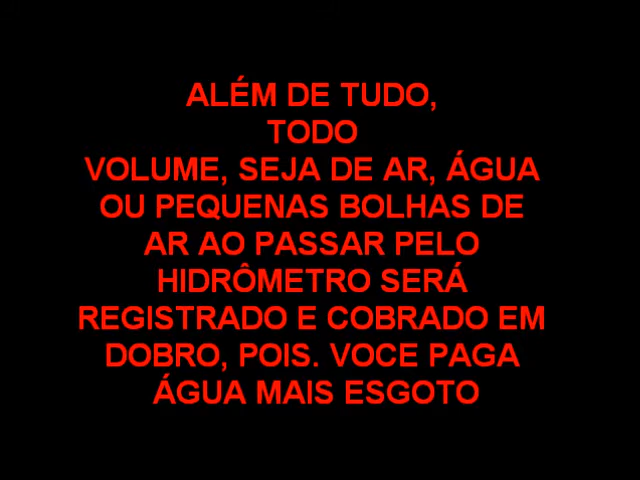 ALÉM DE TUDO,
TODO
VOLUME, SEJA DE AR, ÁGUA
OU PEQUENAS BOLHAS DE
AR AO PASSAR PELO
HIDRÔMETRO SERÁ
REGISTRADO E COBRADO EM
DOBRO, POIS. VOCE PAGA
ÁGUA MAIS ESGOTO